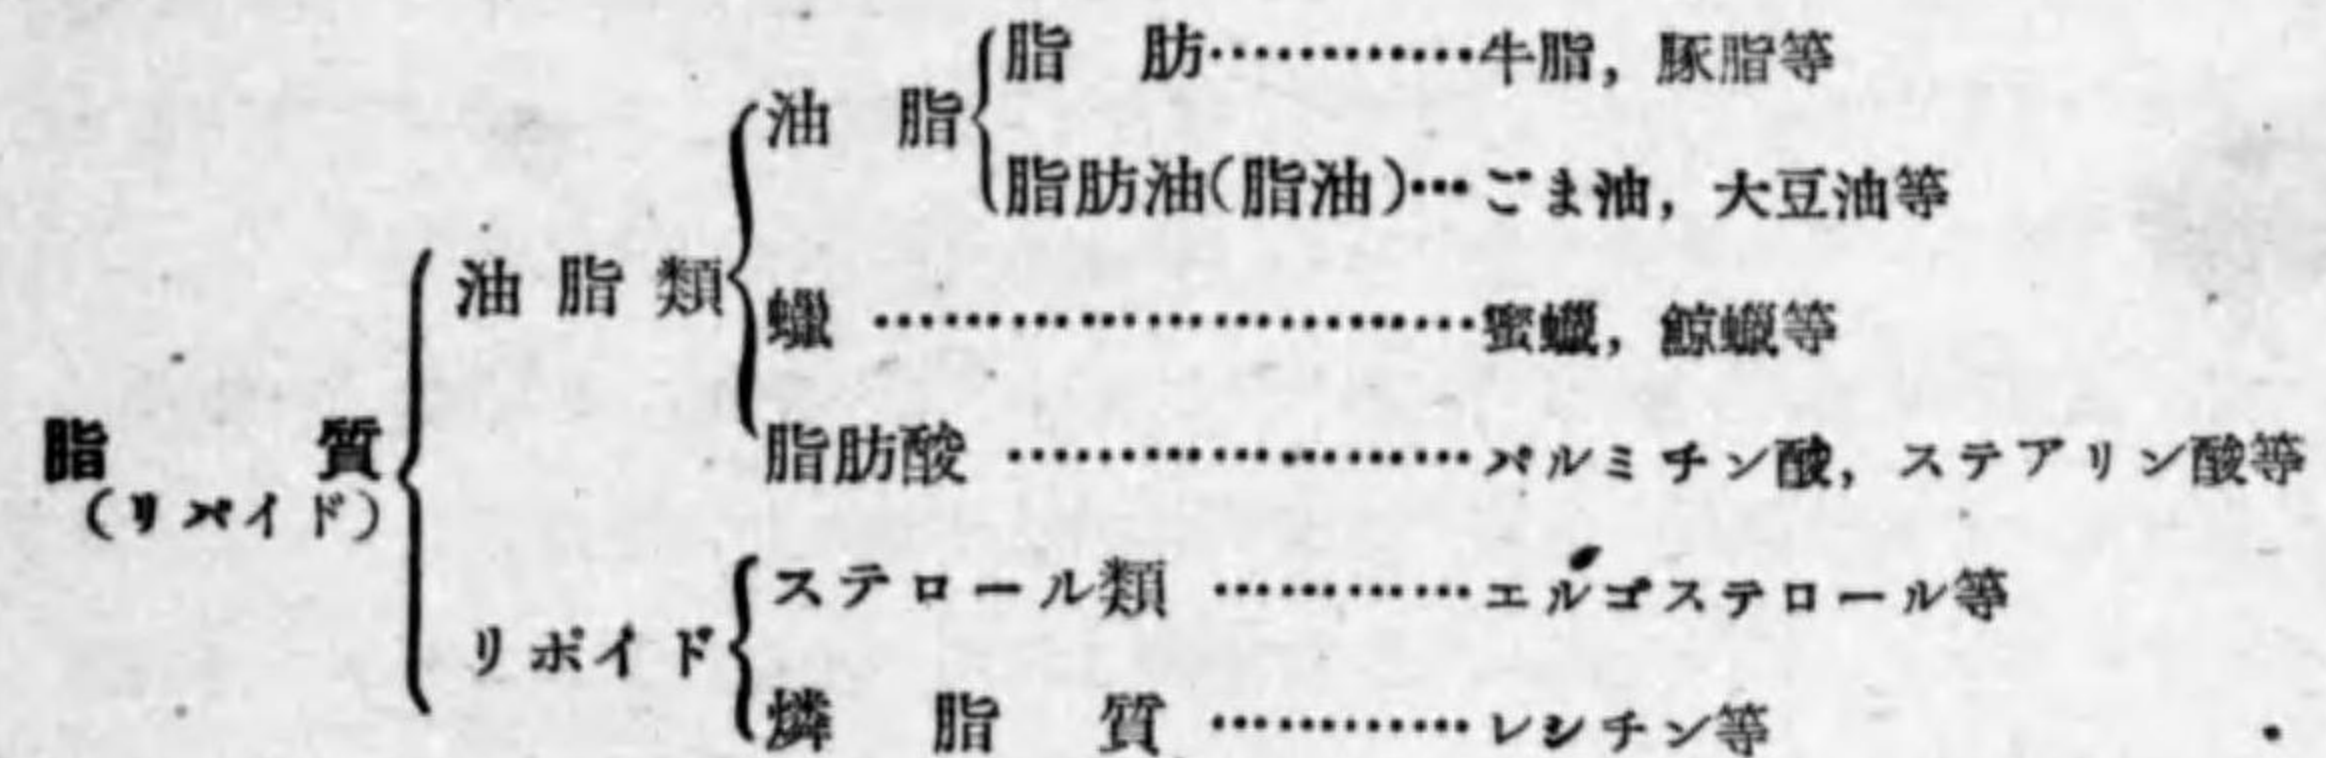 脂肪…………牛脂，豚脂等
油脂
脂肪油(脂油)…ごま油，大豆油等
油脂類
蠟…………………………蜜蠟，鯨蠟等
脂質
脂肪酸…………………パルミチン酸，ステアリン酸等
(リパイド)
ステロール類…………エルゴステロール等
リポイド
燐脂質…………レシチン等